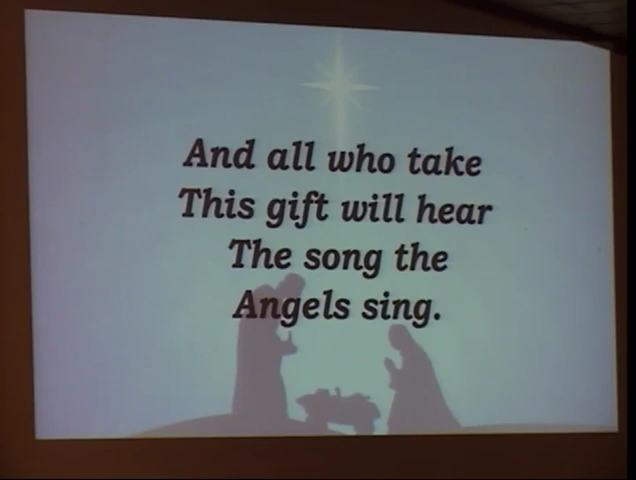 And all who take
This gift will hear
The song the
Angels sing.